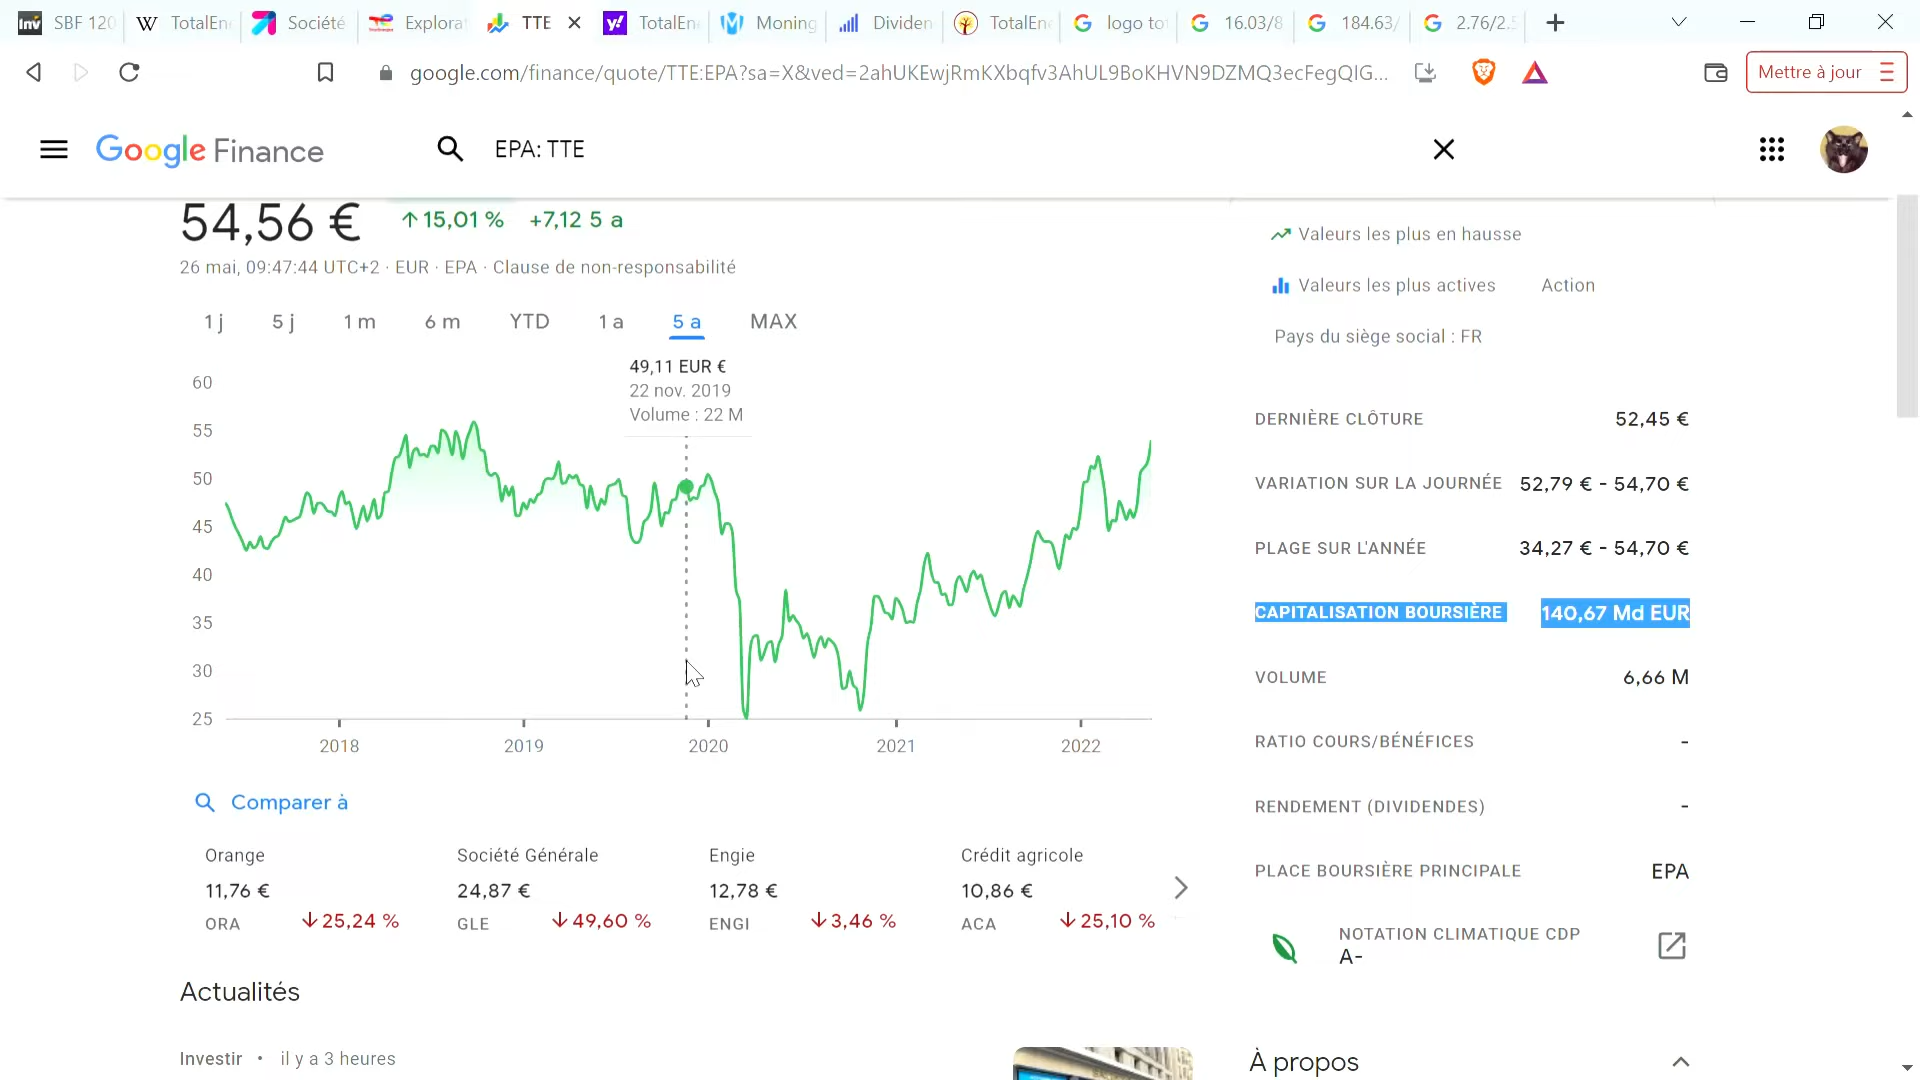 SBF 120
TotalEn
Société
Explora
TTE
TotalEne
Moning
Dividen
TotalEne
logo to
16.03/8
184.63/
2.76/2.5
google.com/finance/quote/TTE:EPA?sa=X&ved=2ahUKEwjRmKXbqfv3AhUL9BoKHVN9DZMQ3ecFegQIG...
Mettre à jour
Google Finance
EPA: TTE
54,56 €
15,01 %
+7,12 5 a
26 mai, 09:47:44 UTC+2 · EUR · EPA · Clause de non-responsabilité
1 j
5 j
1 m
6 m
YTD
1 a
5 a
MAX
49,11 EUR €
22 nov. 2019
Volume : 22 M
60
55
50
45
40
35
30
25
2018
2019
2020
2021
2022
Comparer à
Orange
11,76 €
ORA
25,24 %
Société Générale
24,87 €
GLE
49,60 %
Engie
12,78 €
ENGI
3,46 %
Crédit agricole
10,86 €
ACA
25,10 %
Actualités
Investir • il y a 3 heures
Valeurs les plus en hausse
Valeurs les plus actives
Action
Pays du siège social : FR
DERNIÈRE CLÔTURE 52,45 €
VARIATION SUR LA JOURNÉE 52,79 € - 54,70 €
PLAGE SUR L'ANNÉE 34,27 € - 54,70 €
CAPITALISATION BOURSIÈRE 140,67 Md EUR
VOLUME 6,66 M
RATIO COURS/BÉNÉFICES -
RENDEMENT (DIVIDENDES) -
PLACE BOURSIÈRE PRINCIPALE EPA
NOTATION CLIMATIQUE CDP
A-
À propos